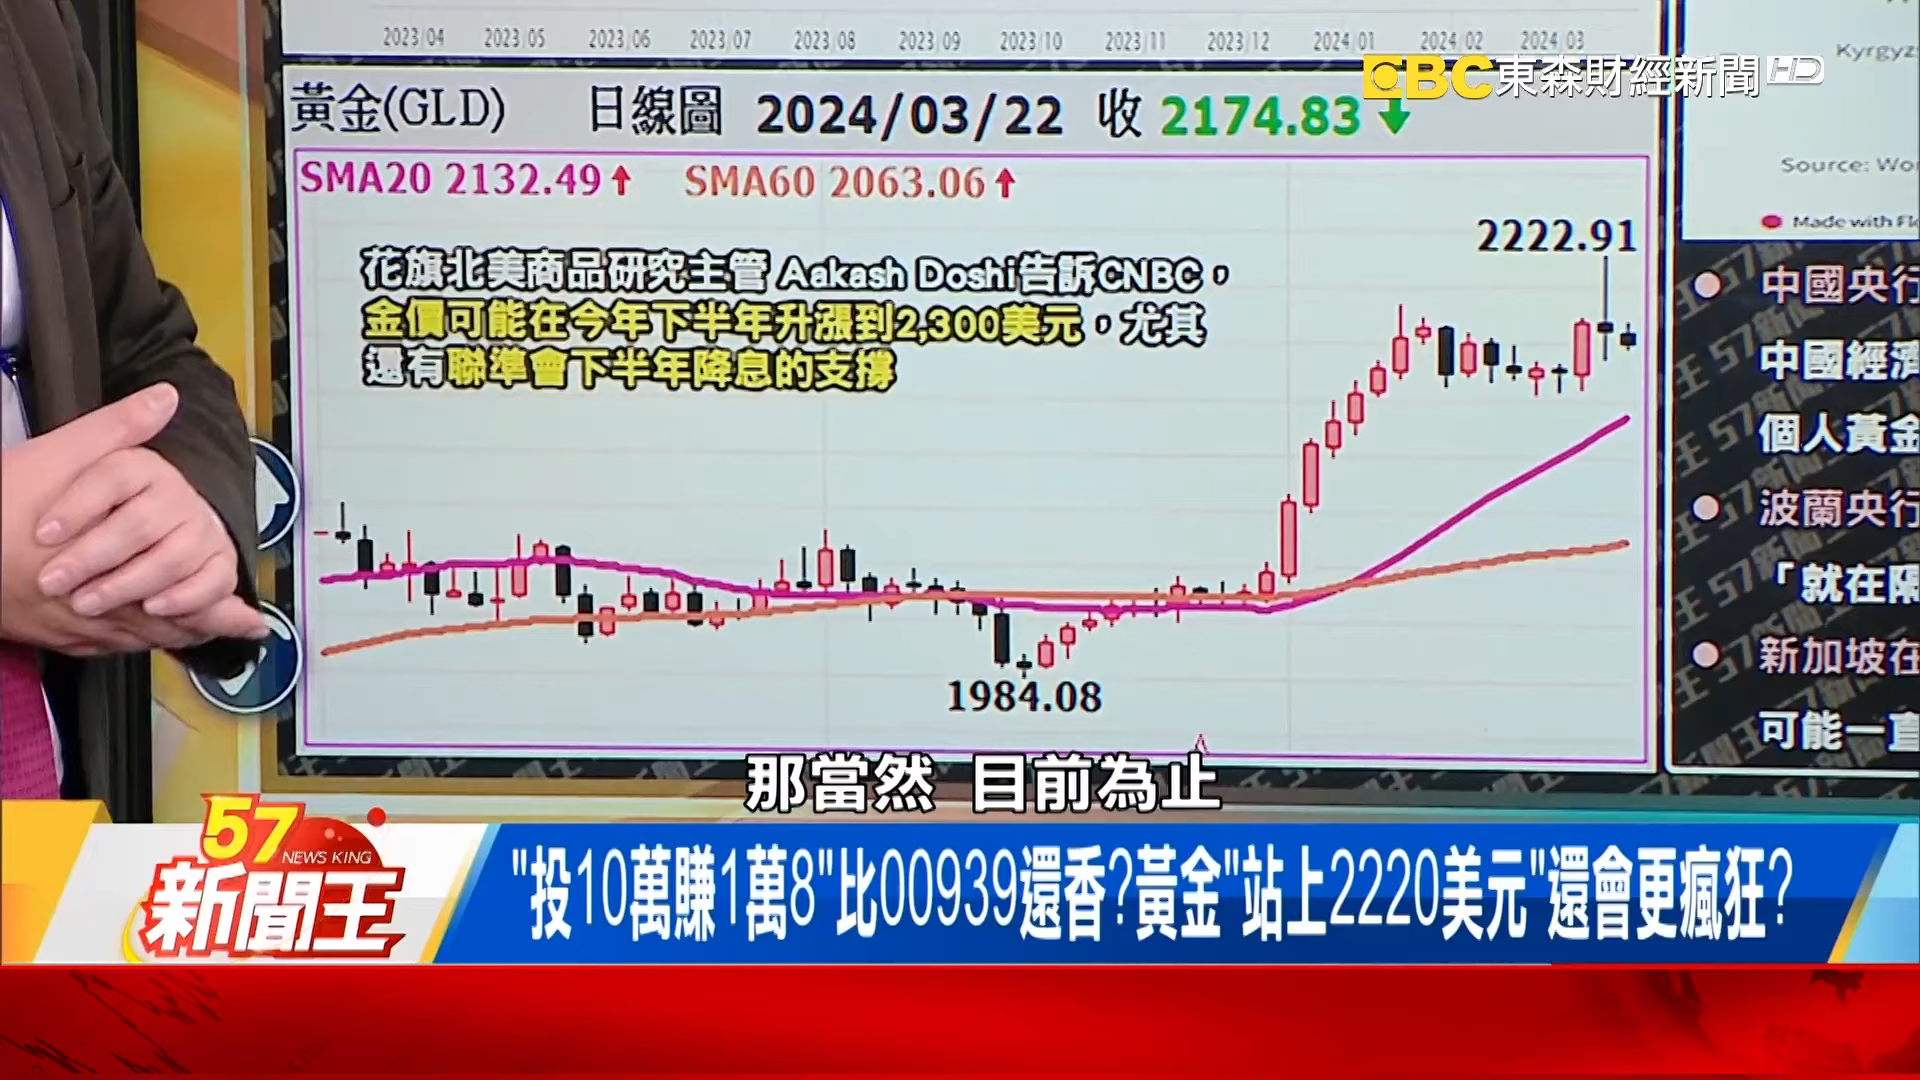 2023/04 2023/05 2023/06 2023/07 2023/08 2023/09 2023/10 2023/11 2023/12 2024/01 2024/02 2024/03
Kyrgyz
EBC 東森財經新聞 HD
黃金(GLD) 日線圖 2024/03/22 收 2174.83↓
SMA20 2132.49↑ SMA60 2063.06↑
Source: Wor
Made with Fl
2222.91
花旗北美商品研究主管 Aakash Doshi告訴CNBC，
金價可能在今年下半年升漲到2,300美元，尤其
還有聯準會下半年降息的支撐
1984.08
中國央行
中國經濟
個人黃金
波蘭央行
「就在限
新加坡在
可能一直
那當然 目前為止
57
NEWS KING
新聞王
"投10萬賺1萬8"比00939還香?黃金"站上2220美元"還會更瘋狂?